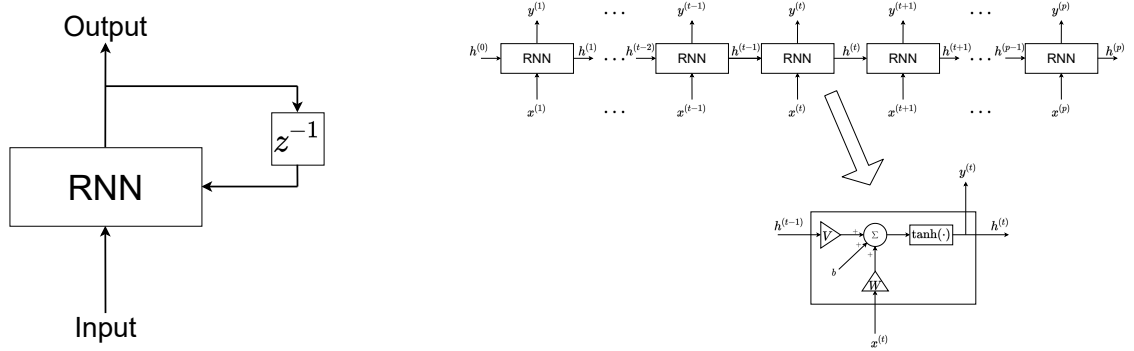 Output
z⁻¹
RNN
Input
y⁽¹⁾ ... y⁽ᵗ⁻¹⁾ y⁽ᵗ⁾ y⁽ᵗ⁺¹⁾ ... y⁽ᵖ⁾
h⁽⁰⁾ RNN h⁽¹⁾ ... h⁽ᵗ⁻²⁾ RNN h⁽ᵗ⁻¹⁾ RNN h⁽ᵗ⁾ RNN h⁽ᵗ⁺¹⁾ ... h⁽ᵖ⁻¹⁾ RNN h⁽ᵖ⁾
x⁽¹⁾ ... x⁽ᵗ⁻¹⁾ x⁽ᵗ⁾ x⁽ᵗ⁺¹⁾ ... x⁽ᵖ⁾
y⁽ᵗ⁾
h⁽ᵗ⁻¹⁾ V + Σ tanh(·) h⁽ᵗ⁾
+
b +
W
x⁽ᵗ⁾